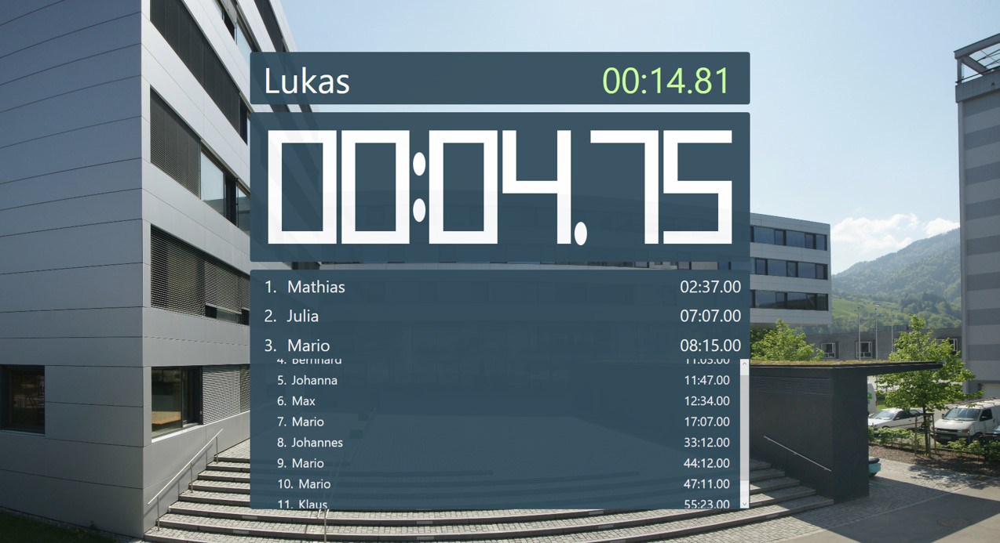 Lukas 00:14.81
00:04.75
1. Mathias 02:37.00
2. Julia 07:07.00
3. Mario 08:15.00
4. Bernhard 11:03.00
5. Johanna 11:47.00
6. Max 12:34.00
7. Mario 17:07.00
8. Johannes 33:12.00
9. Mario 44:12.00
10. Mario 47:11.00
11. Klaus 55:23.00